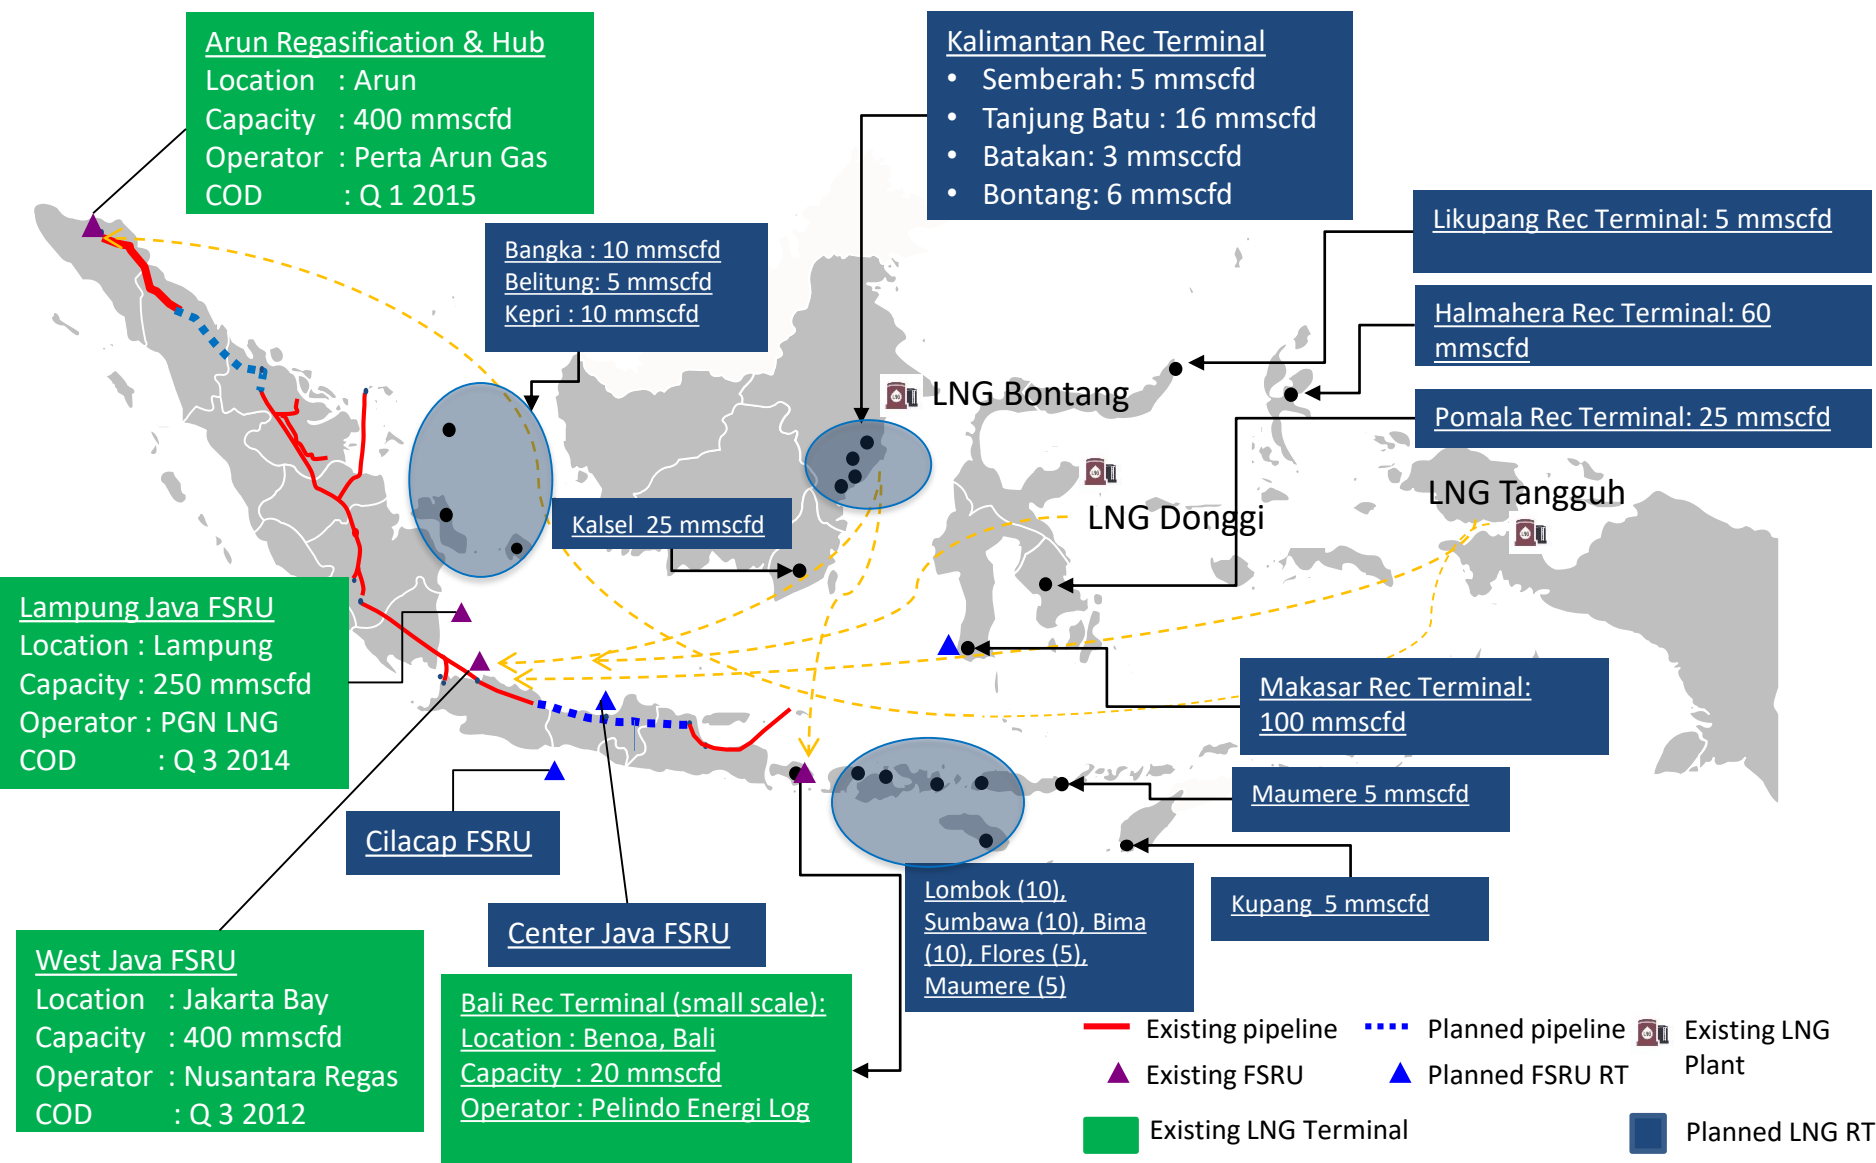 Arun Regasification & Hub
Location : Arun
Capacity : 400 mmscfd
Operator : Perta Arun Gas
COD : Q 1 2015
Kalimantan Rec Terminal
• Semberah: 5 mmscfd
• Tanjung Batu : 16 mmscfd
• Batakan: 3 mmsccfd
• Bontang: 6 mmscfd
Likupang Rec Terminal: 5 mmscfd
Bangka : 10 mmscfd
Belitung: 5 mmscfd
Kepri : 10 mmscfd
Halmahera Rec Terminal: 60
mmscfd
LNG Bontang
Pomala Rec Terminal: 25 mmscfd
LNG Tangguh
Kalsel 25 mmscfd
LNG Donggi
Lampung Java FSRU
Location : Lampung
Capacity : 250 mmscfd
Operator : PGN LNG
COD : Q 3 2014
Makasar Rec Terminal:
100 mmscfd
Maumere 5 mmscfd
Cilacap FSRU
Lombok (10),
Sumbawa (10), Bima
(10), Flores (5),
Maumere (5)
Kupang 5 mmscfd
Center Java FSRU
West Java FSRU
Location : Jakarta Bay
Capacity : 400 mmscfd
Operator : Nusantara Regas
COD : Q 3 2012
Bali Rec Terminal (small scale):
Location : Benoa, Bali
Capacity : 20 mmscfd
Operator : Pelindo Energi Log
Existing pipeline
Planned pipeline
Existing LNG
Plant
Existing FSRU
Planned FSRU RT
Existing LNG Terminal
Planned LNG RT